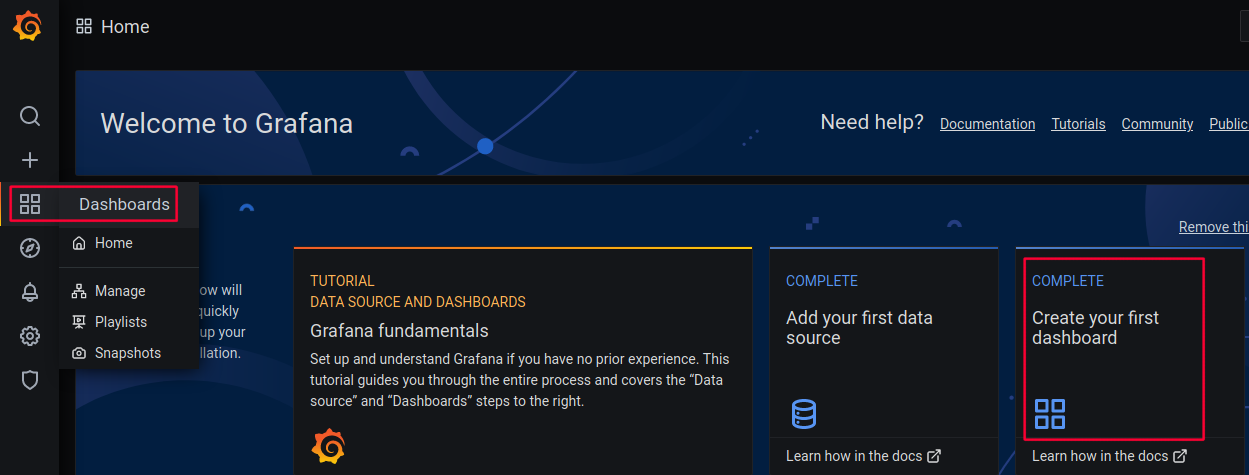 Home
Welcome to Grafana
Need help? Documentation Tutorials Community Public
Dashboards
Home
Manage
Playlists
Snapshots
Remove
will
quickly
up your
TUTORIAL
DATA SOURCE AND DASHBOARDS
Grafana fundamentals
Set up and understand Grafana if you have no prior experience. This
tutorial guides you through the entire process and covers the “Data
source” and “Dashboards” steps to the right.
COMPLETE
Add your first data
source
Learn how in the docs
COMPLETE
Create your first
dashboard
Learn how in the docs